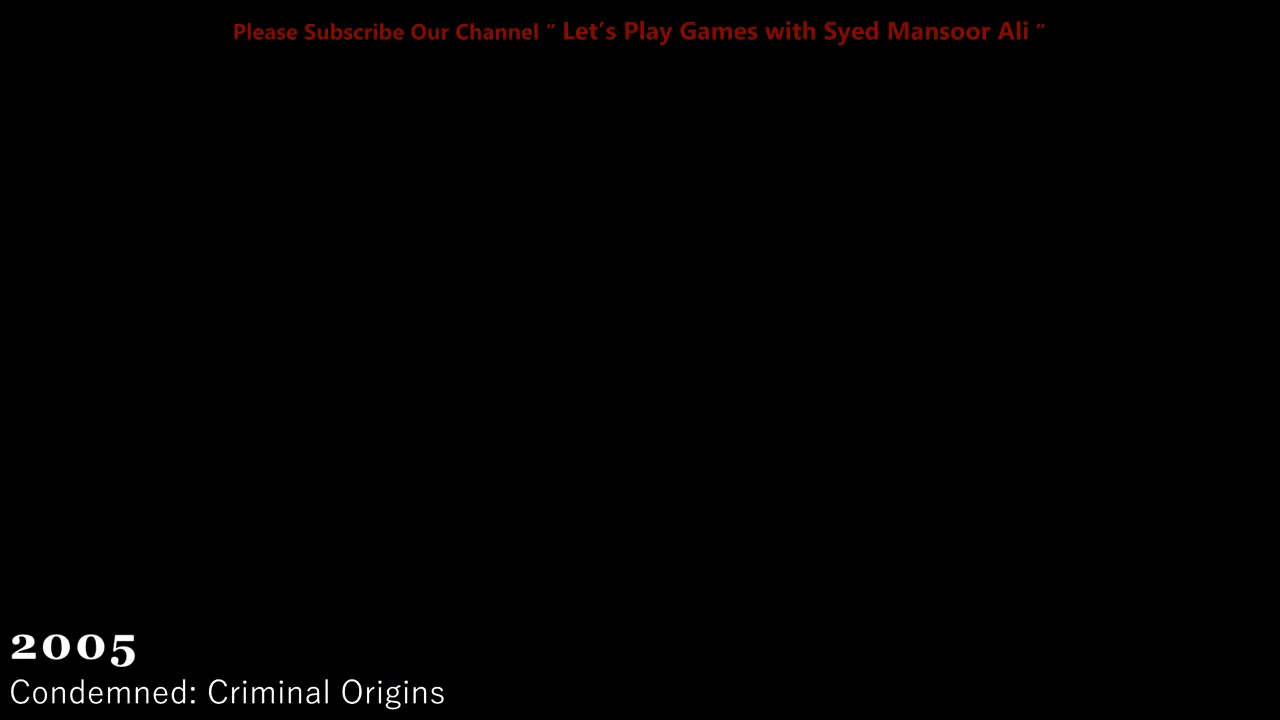 Please Subscribe Our Channel “ Let’s Play Games with Syed Mansoor Ali ”
2005
Condemned: Criminal Origins